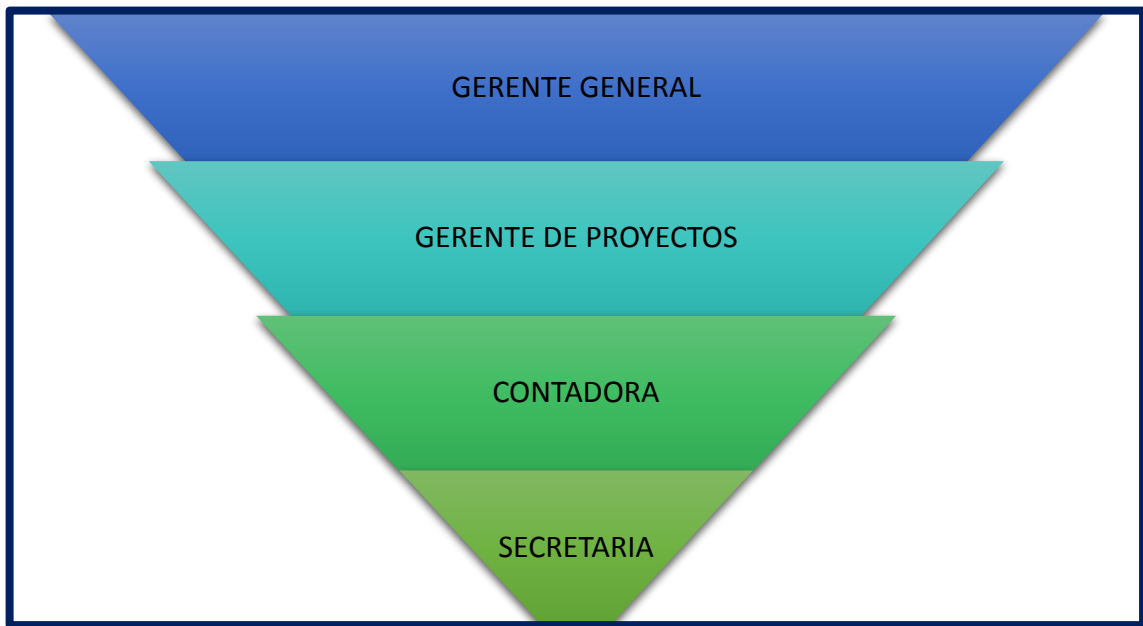 GERENTE GENERAL
GERENTE DE PROYECTOS
CONTADORA
SECRETARIA